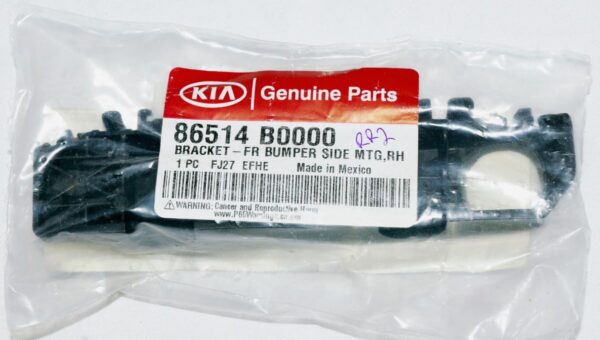 KIA Genuine Parts
86514 B0000
BRACKET-FR BUMPER SIDE MTG,RH
1 PC FJ27 EFHE Made in Mexico
WARNING: Cancer and Reproductive Harm